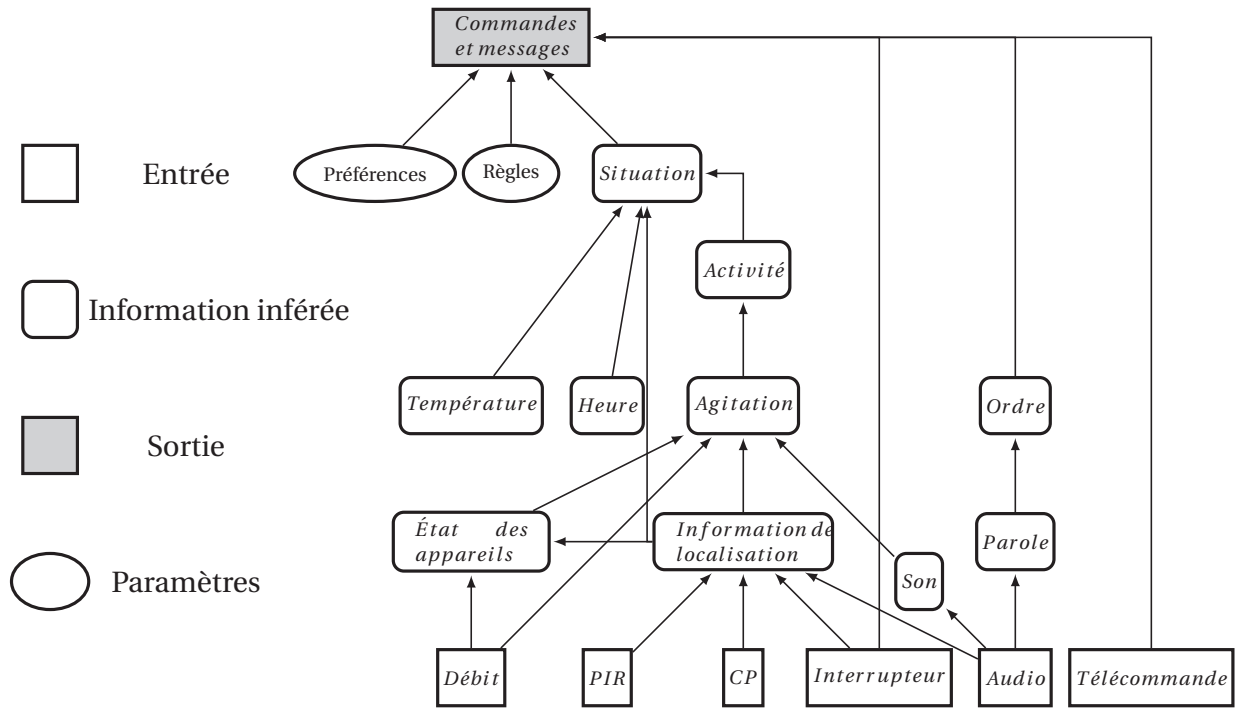 Commandes
et messages
Entrée
Préférences
Règles
Situation
Activité
Information inférée
Température
Heure
Agitation
Ordre
Sortie
État des
appareils
Information de
localisation
Parole
Son
Paramètres
Débit
PIR
CP
Interrupteur
Audio
Télécommande